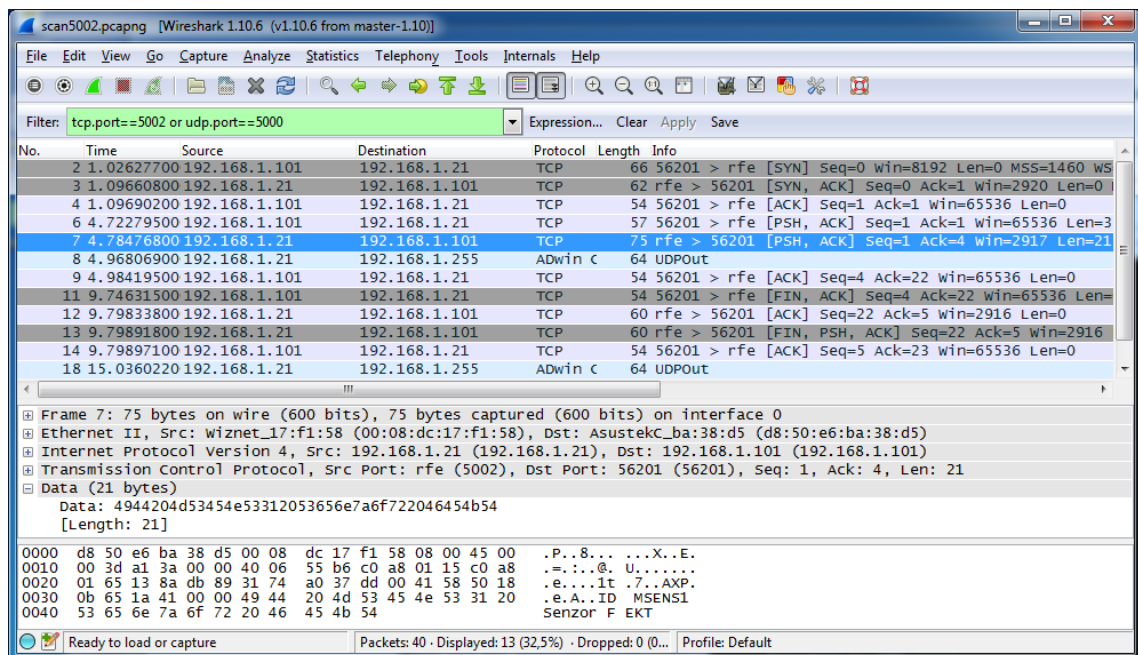 scan5002.pcapng [Wireshark 1.10.6 (v1.10.6 from master-1.10)]
File Edit View Go Capture Analyze Statistics Telephony Tools Internals Help
Filter: tcp.port==5002 or udp.port==5000 Expression... Clear Apply Save
No. Time Source Destination Protocol Length Info
2 1.02627700 192.168.1.101 192.168.1.21 TCP 66 56201 > rfe [SYN] Seq=0 Win=8192 Len=0 MSS=1460 WS
3 1.09660800 192.168.1.21 192.168.1.101 TCP 62 rfe > 56201 [SYN, ACK] Seq=0 Ack=1 Win=2920 Len=0
4 1.09690200 192.168.1.101 192.168.1.21 TCP 54 56201 > rfe [ACK] Seq=1 Ack=1 Win=65536 Len=0
6 4.72279500 192.168.1.101 192.168.1.21 TCP 57 56201 > rfe [PSH, ACK] Seq=1 Ack=1 Win=65536 Len=3
7 4.78476800 192.168.1.21 192.168.1.101 TCP 75 rfe > 56201 [PSH, ACK] Seq=1 Ack=4 Win=2917 Len=21
8 4.96806900 192.168.1.21 192.168.1.255 ADwin C 64 UDPOut
9 4.98419500 192.168.1.101 192.168.1.21 TCP 54 56201 > rfe [ACK] Seq=4 Ack=22 Win=65536 Len=0
11 9.74631500 192.168.1.101 192.168.1.21 TCP 54 56201 > rfe [FIN, ACK] Seq=4 Ack=22 Win=65536 Len=
12 9.79833800 192.168.1.21 192.168.1.101 TCP 60 rfe > 56201 [ACK] Seq=22 Ack=5 Win=2916 Len=0
13 9.79891800 192.168.1.21 192.168.1.101 TCP 60 rfe > 56201 [FIN, PSH, ACK] Seq=22 Ack=5 Win=2916
14 9.79897100 192.168.1.101 192.168.1.21 TCP 54 56201 > rfe [ACK] Seq=5 Ack=23 Win=65536 Len=0
18 15.0360220 192.168.1.21 192.168.1.255 ADwin C 64 UDPOut
Frame 7: 75 bytes on wire (600 bits), 75 bytes captured (600 bits) on interface 0
Ethernet II, Src: Wiznet_17:f1:58 (00:08:dc:17:f1:58), Dst: AsustekC_ba:38:d5 (d8:50:e6:ba:38:d5)
Internet Protocol Version 4, Src: 192.168.1.21 (192.168.1.21), Dst: 192.168.1.101 (192.168.1.101)
Transmission Control Protocol, Src Port: rfe (5002), Dst Port: 56201 (56201), Seq: 1, Ack: 4, Len: 21
Data (21 bytes)
Data: 4944204d53454e53312053656e7a6f722046454b54
[Length: 21]
0000 d8 50 e6 ba 38 d5 00 08 dc 17 f1 58 08 00 45 00 .P..8... ...X..E.
0010 00 3d a1 3a 00 00 40 06 55 b6 c0 a8 01 15 c0 a8 .=.:..@. U.......
0020 01 65 13 8a db 89 31 74 a0 37 dd 00 41 58 50 18 .e....1t .7..AXP.
0030 0b 65 1a 41 00 00 49 44 20 4d 53 45 4e 53 31 20 .e.A..ID MSENS1
0040 53 65 6e 7a 6f 72 20 46 45 4b 54 Senzor F EKT
Ready to load or capture Packets: 40 · Displayed: 13 (32,5%) · Dropped: 0 (0... Profile: Default